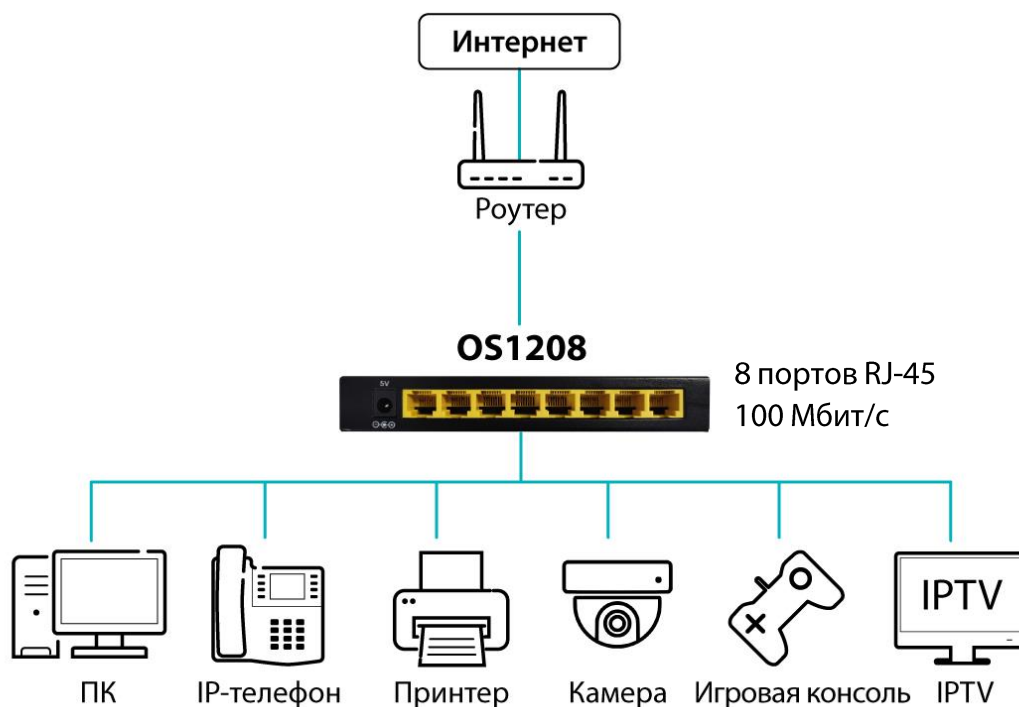 Интернет
Роутер
OS1208
5V
8 портов RJ-45
100 Мбит/с
IPTV
ПК
IP-телефон
Принтер
Камера
Игровая консоль
IPTV